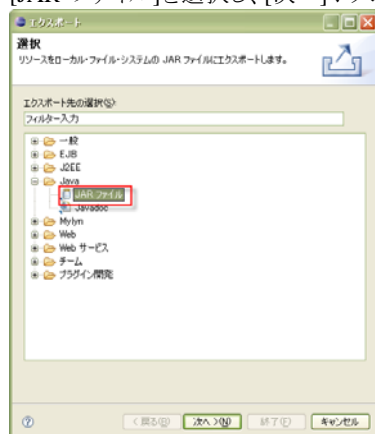 [JAR ファイル]を選択し、[次へ]ボタン
エクスポート
選択
リソースをローカル・ファイル・システムの JAR ファイルにエクスポートします。
エクスポート先の選択(S):
フィルター入力
一般
EJB
J2EE
Java
JAR ファイル
Javadoc
Mylyn
Web
Web サービス
チーム
プラグイン開発
< 戻る(B)
次へ >(N)
終了(F)
キャンセル